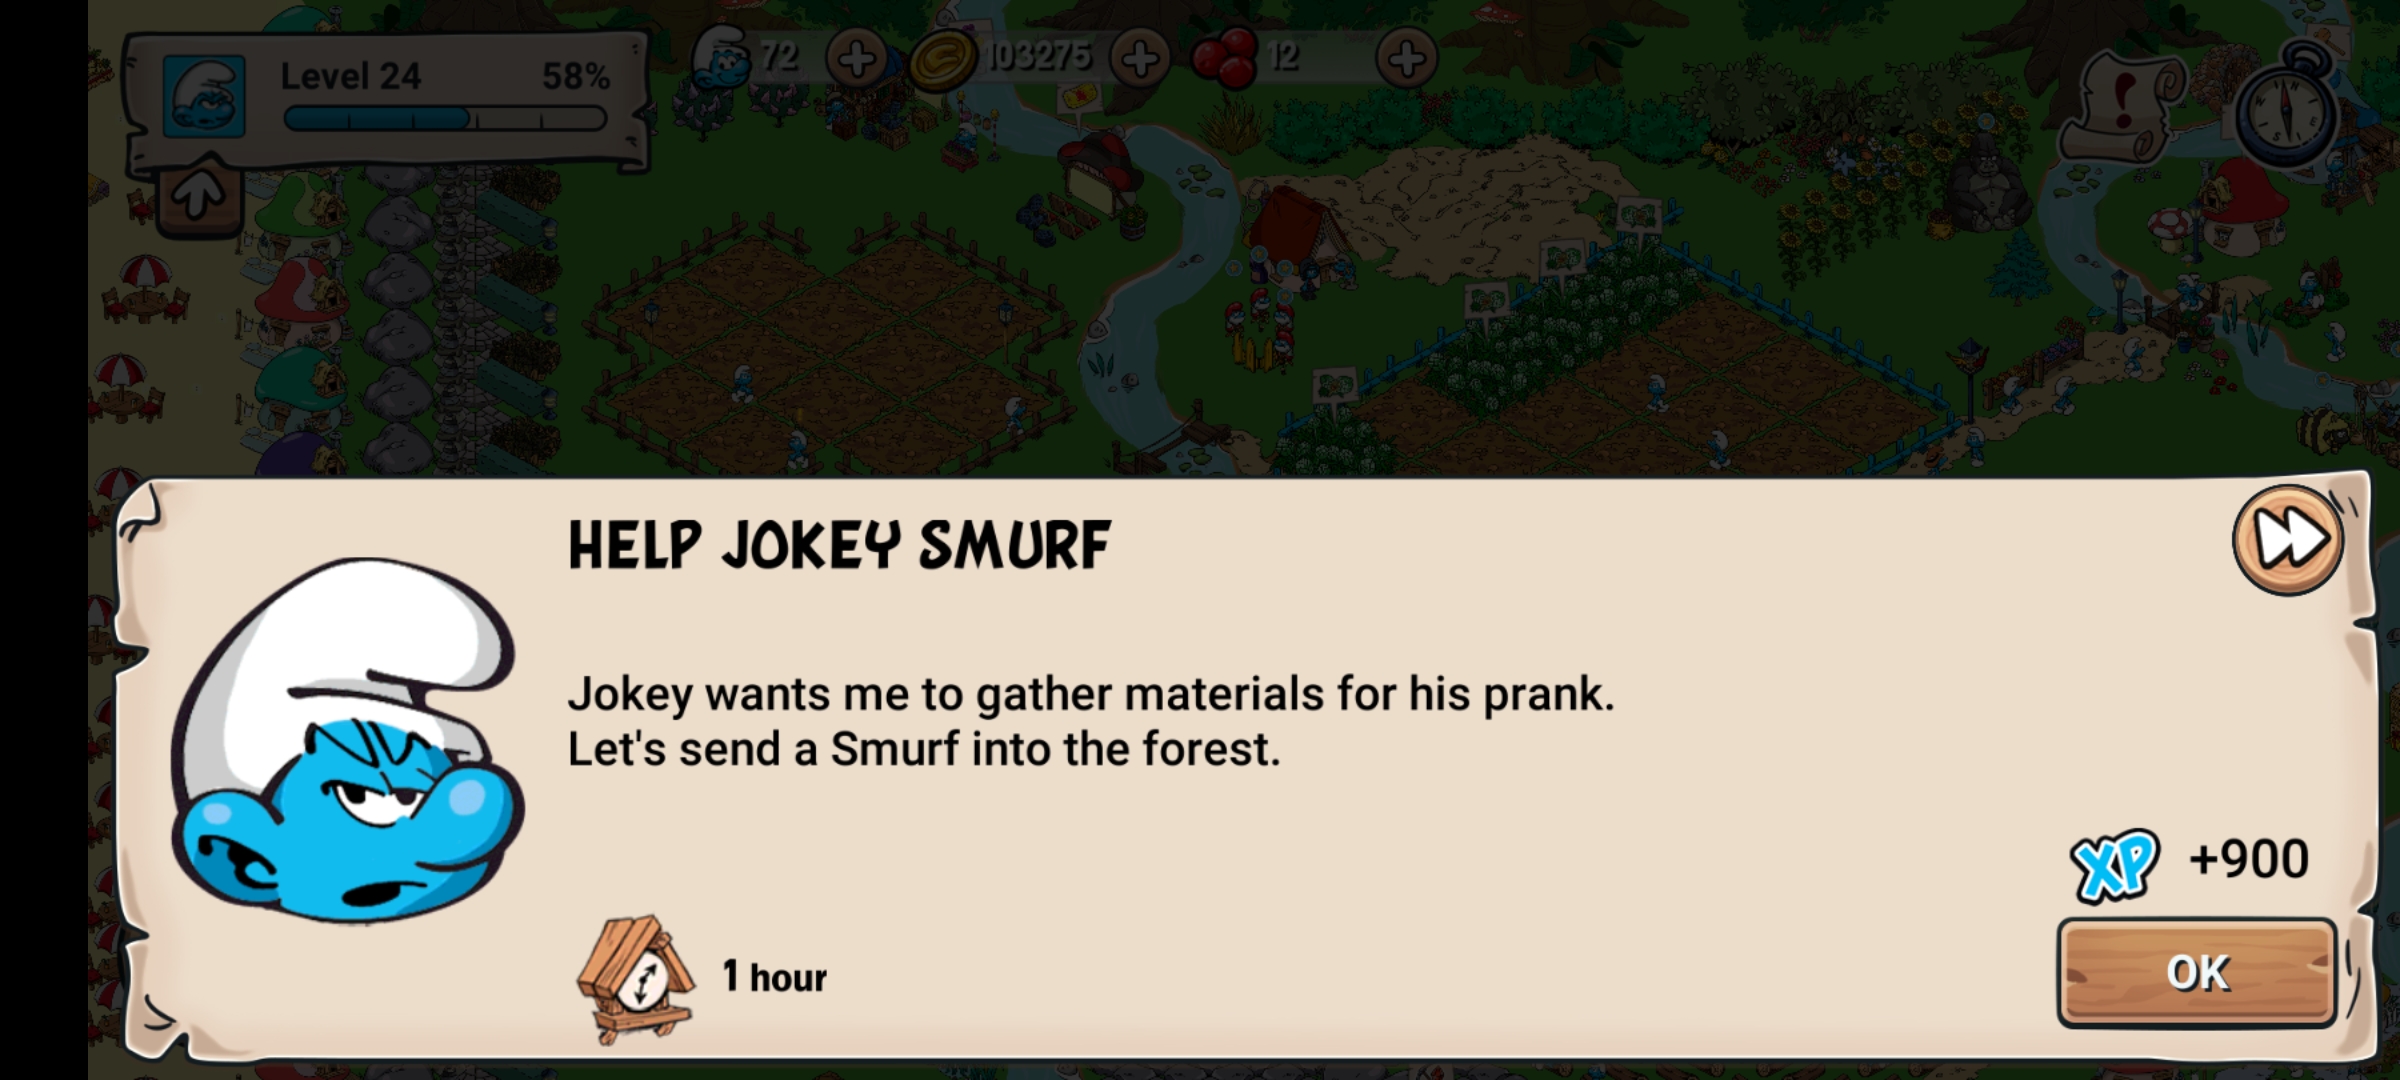 Level 24 58%
72
103275
12
HELP JOKEY SMURF
Jokey wants me to gather materials for his prank.
Let's send a Smurf into the forest.
XP +900
1 hour
OK